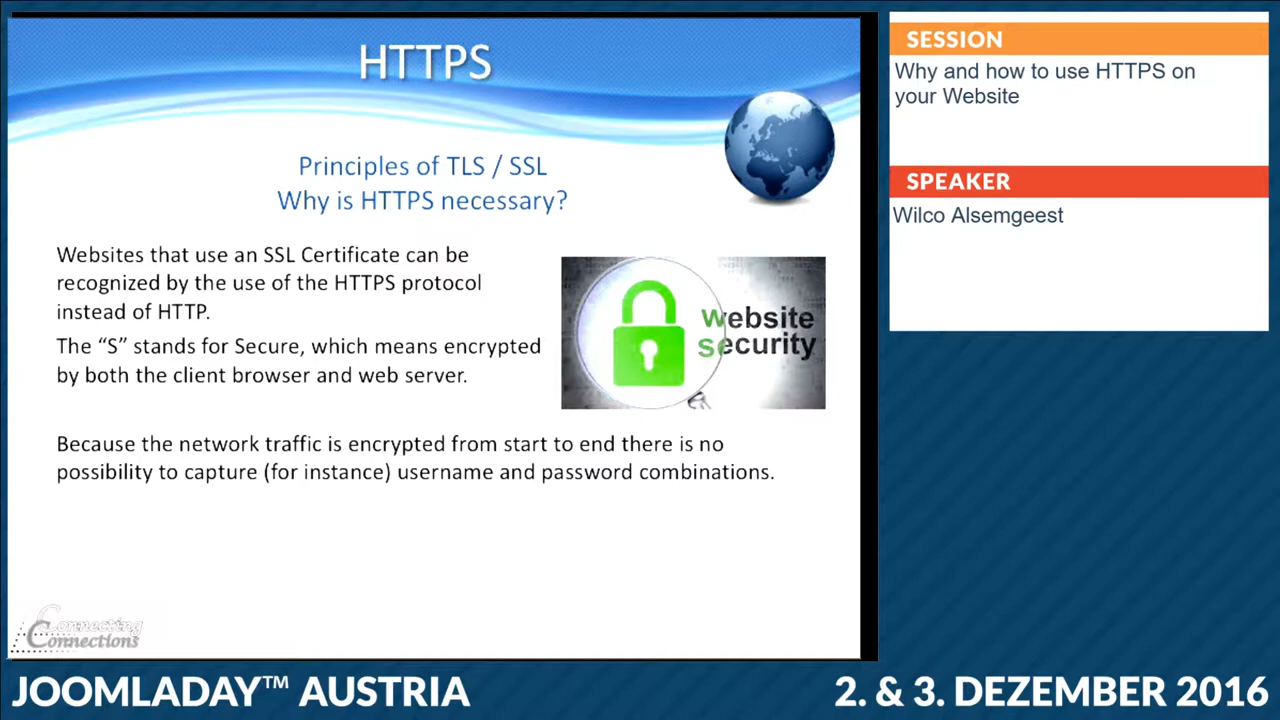 HTTPS
Principles of TLS / SSL
Why is HTTPS necessary?
Websites that use an SSL Certificate can be
recognized by the use of the HTTPS protocol
instead of HTTP.
The “S” stands for Secure, which means encrypted
by both the client browser and web server.
website
security
Because the network traffic is encrypted from start to end there is no
possibility to capture (for instance) username and password combinations.
Connecting
Connections
SESSION
Why and how to use HTTPS on
your Website
SPEAKER
Wilco Alsemgeest
JOOMLADAY™ AUSTRIA
2. & 3. DEZEMBER 2016